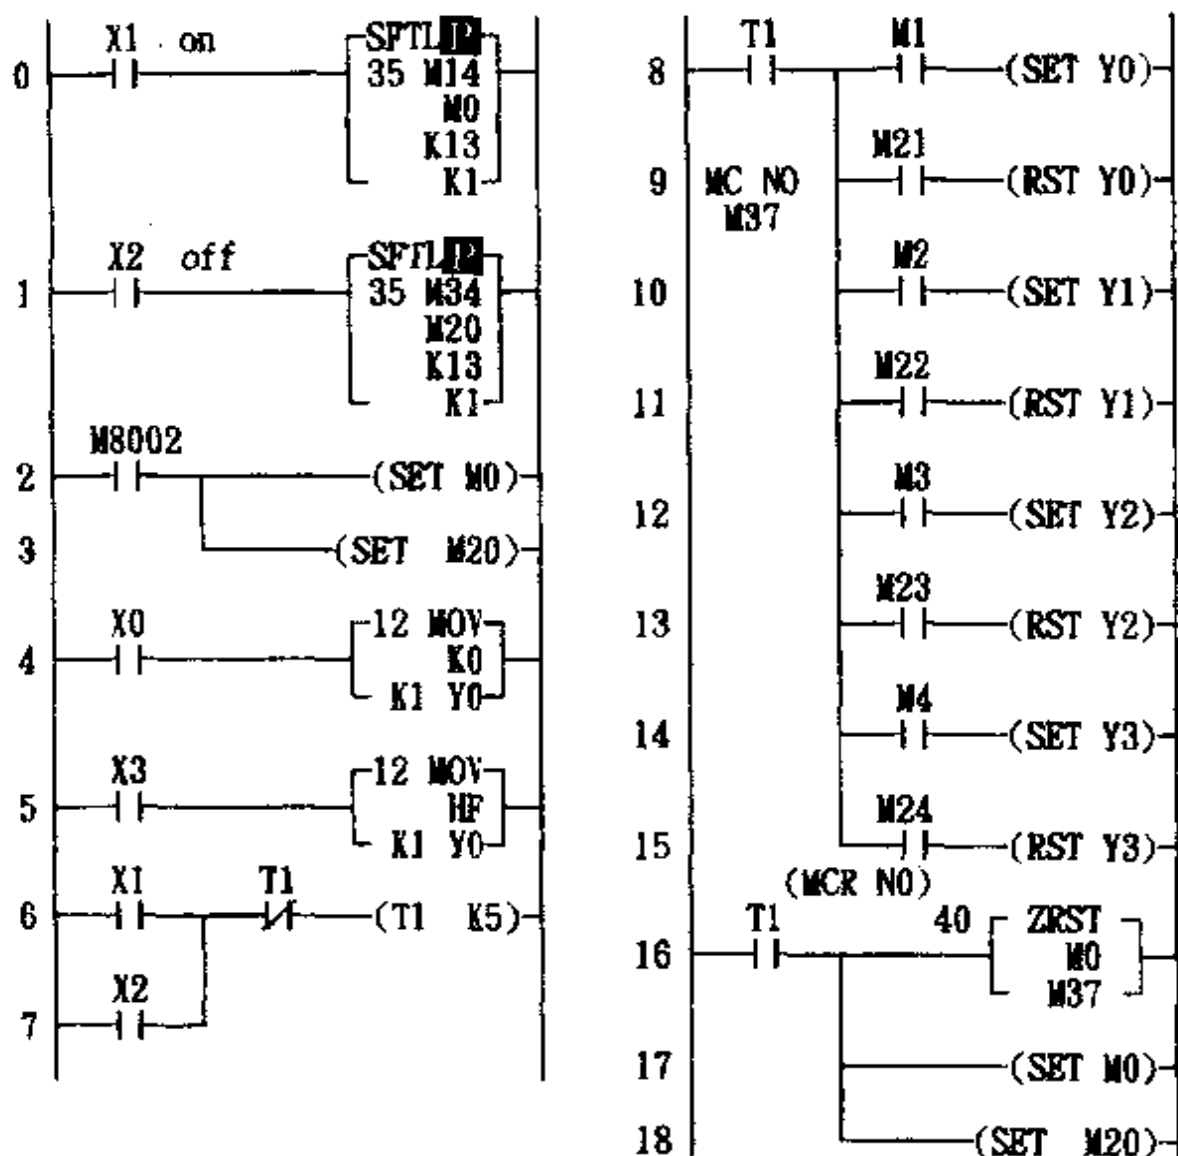 X1 on
SFTL P
0
35 M14
M0
K13
K1
X2 off
SFTL P
1
35 M34
M20
K13
K1
M8002
2
(SET M0)
3
(SET M20)
X0
12 MOV
4
K0
K1 Y0
X3
12 MOV
5
HF
K1 Y0
X1
T1
6
(T1 K5)
X2
7
T1
M1
8
(SET Y0)
M21
9
MC N0
(RST Y0)
M37
M2
10
(SET Y1)
M22
11
(RST Y1)
M3
12
(SET Y2)
M23
13
(RST Y2)
M4
14
(SET Y3)
M24
15
(RST Y3)
(MCR N0)
T1
40 ZRST
16
M0
M37
17
(SET M0)
18
(SET M20)